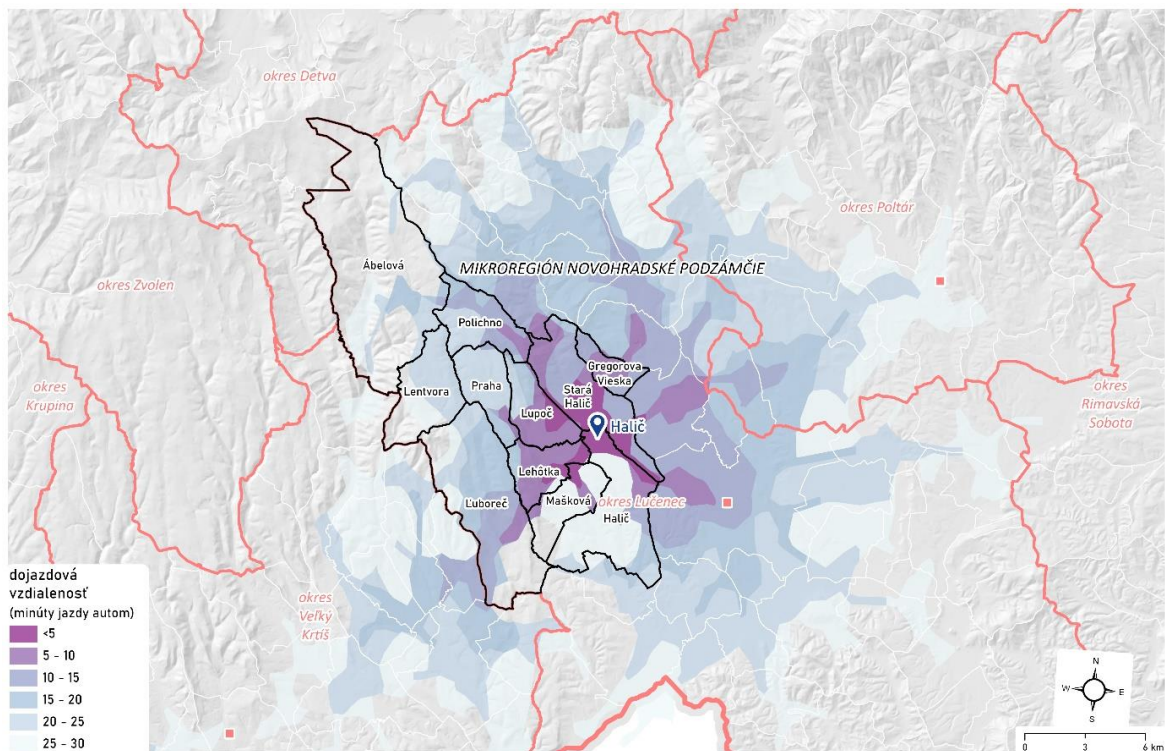 okres Detva
okres Poltár
MIKROREGIÓN NOVOHRADSKÉ PODZÁMČIE
Ábelová
okres Zvolen
Polichno
Gregorova
Vieska
okres
Krupina
Lentvora
Praha
Stará
Halič
okres
Rimavská
Sobota
Lupoč
Halič
Lehôtka
Mašková
okres Lučenec
Ľuboreč
Halič
dojazdová
vzdialenosť
(minúty jazdy autom)
<5
5 - 10
10 - 15
15 - 20
20 - 25
25 - 30
okres
Veľký
Krtíš
N
W
E
S
0 3 6 km